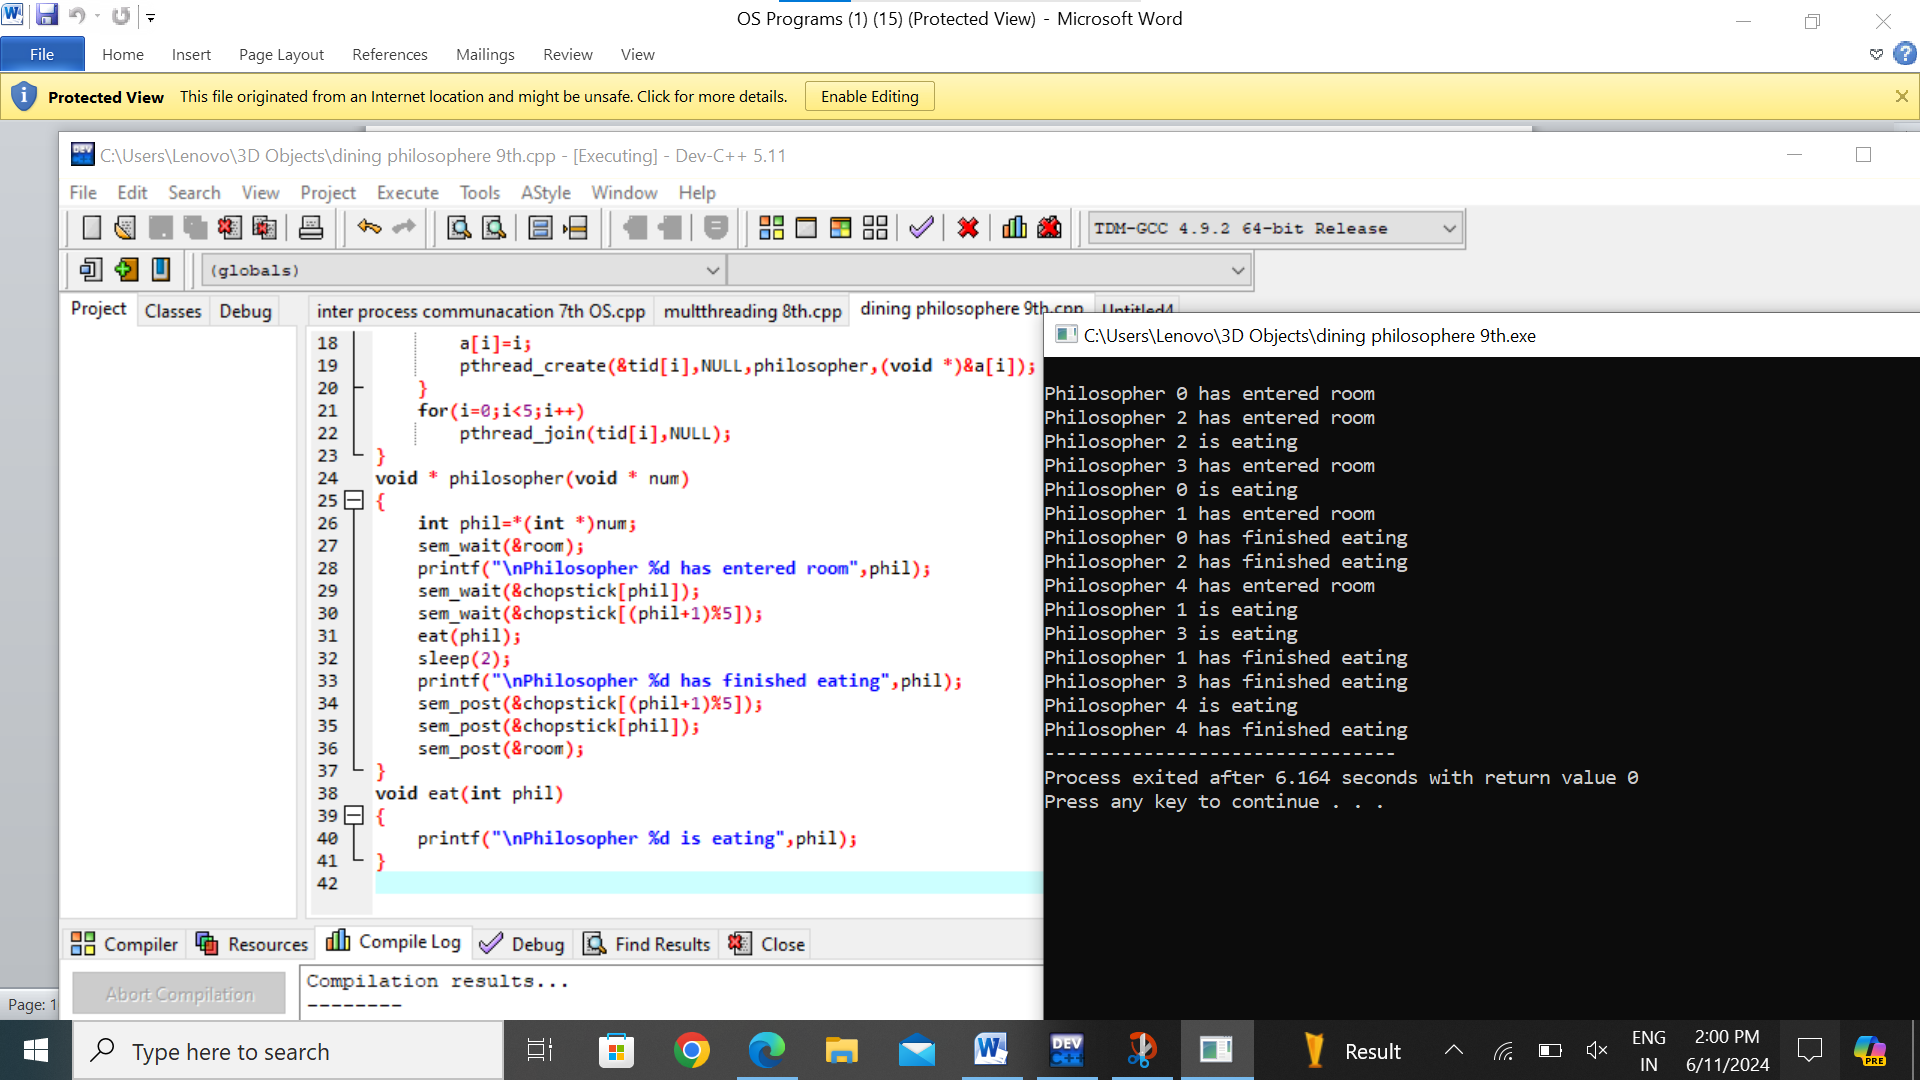 OS Programs (1) (15) (Protected View) - Microsoft Word
File Home Insert Page Layout References Mailings Review View
Protected View This file originated from an Internet location and might be unsafe. Click for more details. Enable Editing
C:\Users\Lenovo\3D Objects\dining philosophere 9th.cpp - [Executing] - Dev-C++ 5.11
File Edit Search View Project Execute Tools AStyle Window Help
TDM-GCC 4.9.2 64-bit Release
(globals)
Project Classes Debug
inter process communacation 7th OS.cpp multthreading 8th.cpp dining philosophere 9th.cpp Untitled4
18 a[i]=i;
19 pthread_create(&tid[i],NULL,philosopher,(void *)&a[i]);
20 }
21 for(i=0;i<5;i++)
22 pthread_join(tid[i],NULL);
23 }
24 void * philosopher(void * num)
25 {
26 int phil=*(int *)num;
27 sem_wait(&room);
28 printf("\nPhilosopher %d has entered room",phil);
29 sem_wait(&chopstick[phil]);
30 sem_wait(&chopstick[(phil+1)%5]);
31 eat(phil);
32 sleep(2);
33 printf("\nPhilosopher %d has finished eating",phil);
34 sem_post(&chopstick[(phil+1)%5]);
35 sem_post(&chopstick[phil]);
36 sem_post(&room);
37 }
38 void eat(int phil)
39 {
40 printf("\nPhilosopher %d is eating",phil);
41 }
42
C:\Users\Lenovo\3D Objects\dining philosophere 9th.exe
Philosopher 0 has entered room
Philosopher 2 has entered room
Philosopher 2 is eating
Philosopher 3 has entered room
Philosopher 0 is eating
Philosopher 1 has entered room
Philosopher 0 has finished eating
Philosopher 2 has finished eating
Philosopher 4 has entered room
Philosopher 1 is eating
Philosopher 3 is eating
Philosopher 1 has finished eating
Philosopher 3 has finished eating
Philosopher 4 is eating
Philosopher 4 has finished eating
--------------------------------
Process exited after 6.164 seconds with return value 0
Press any key to continue . . .
Compiler Resources Compile Log Debug Find Results Close
Abort Compilation
Compilation results...
--------
Page: 1
Type here to search
Result
ENG
IN
2:00 PM
6/11/2024